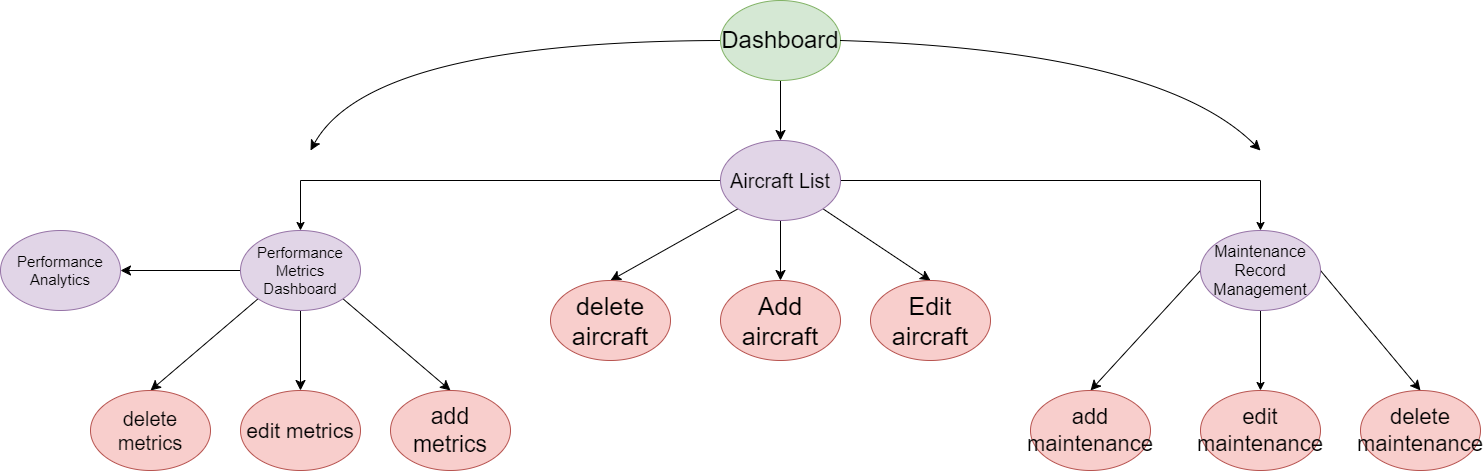 Dashboard
Aircraft List
Performance
Analytics
Performance
Metrics
Dashboard
Maintenance
Record
Management
delete
aircraft
Add
aircraft
Edit
aircraft
delete
metrics
edit metrics
add
metrics
add
maintenance
edit
maintenance
delete
maintenance